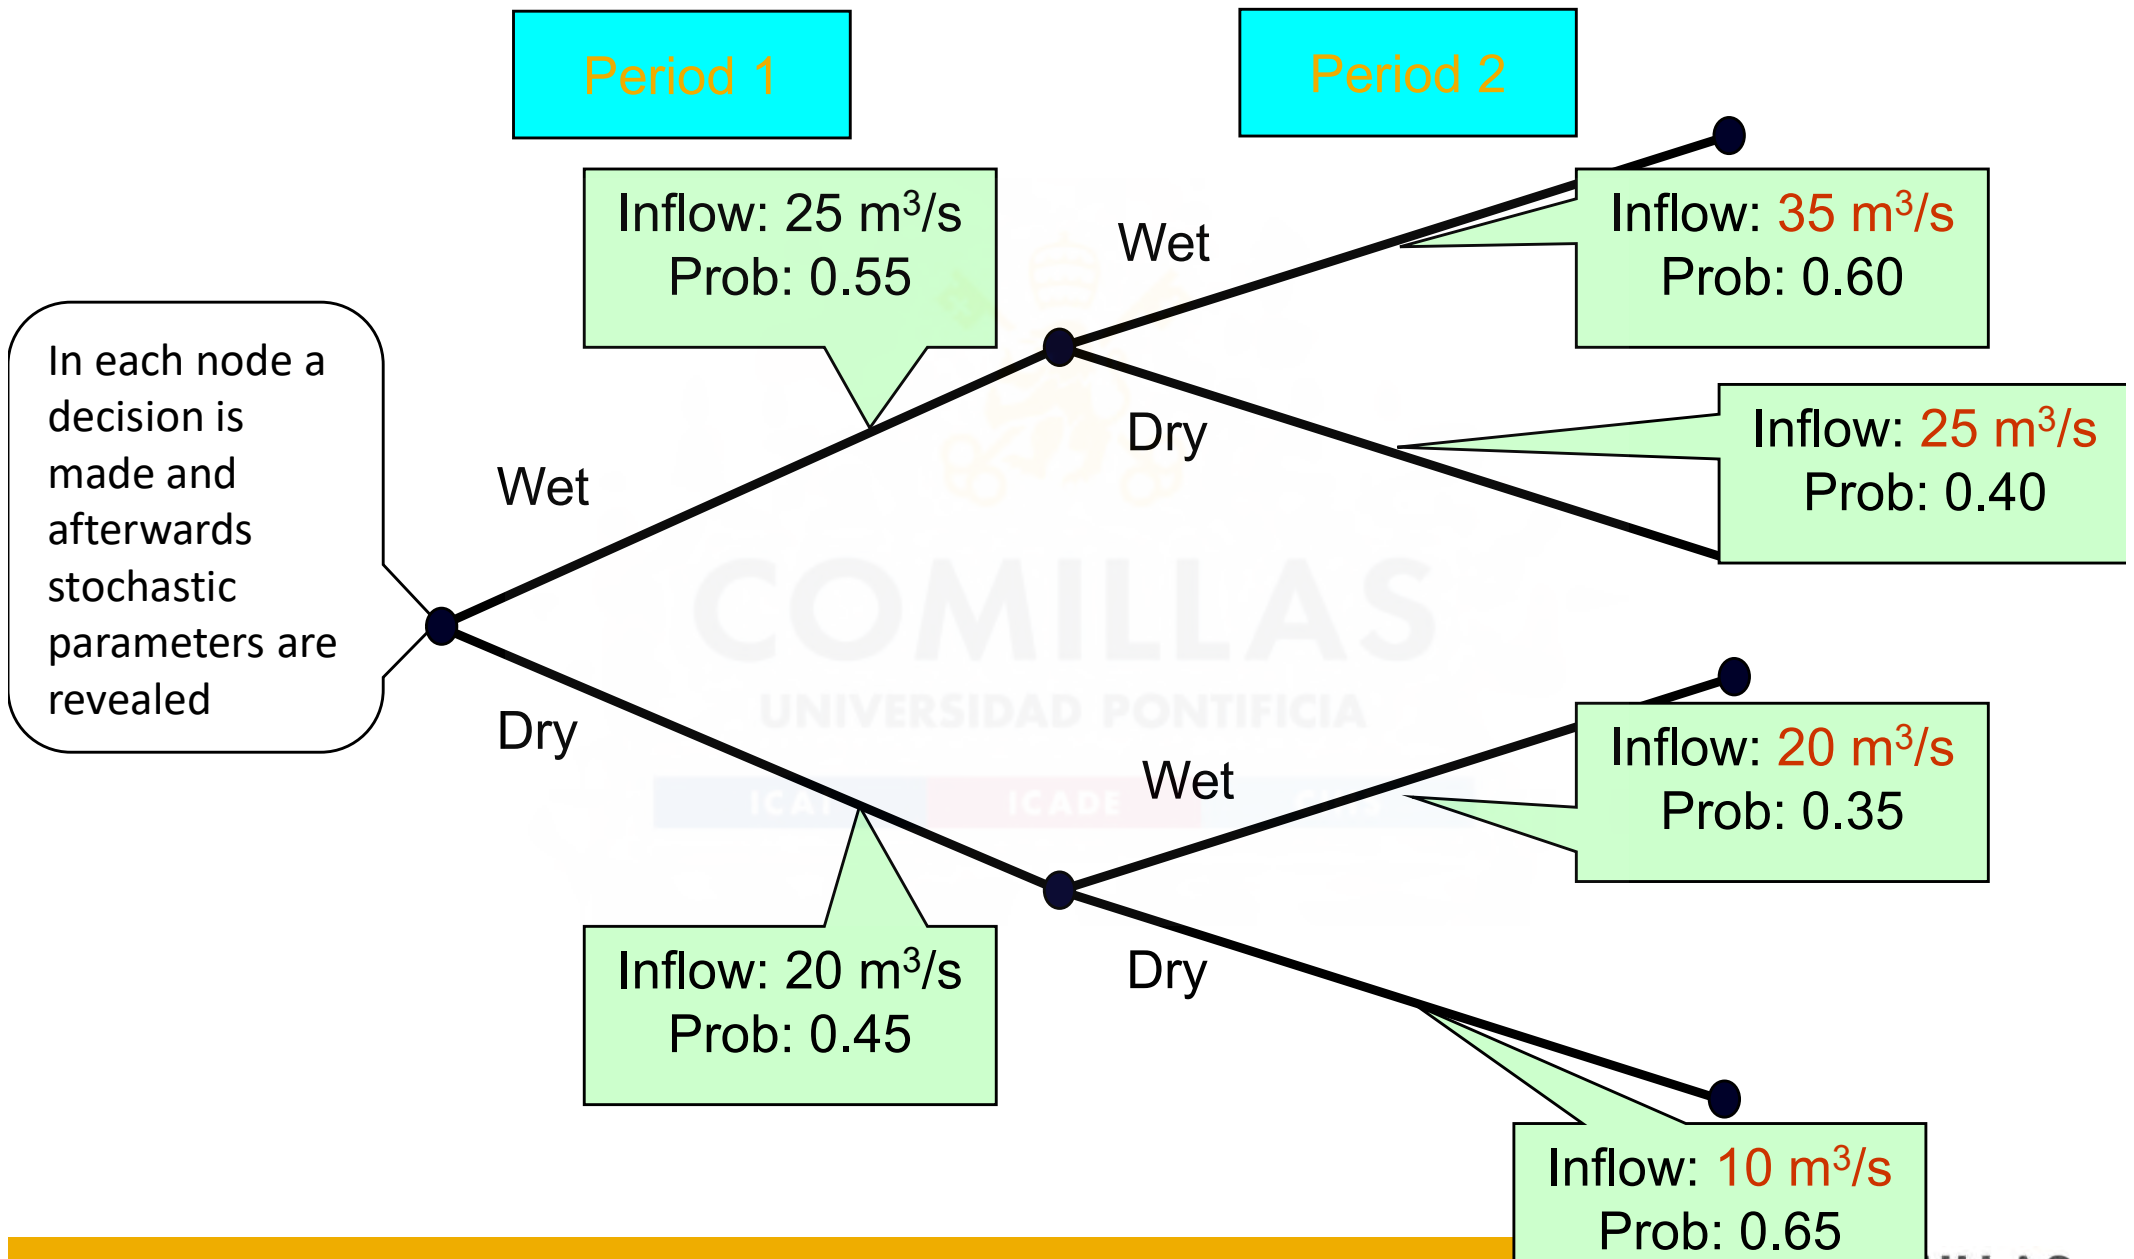 Period 1
Period 2
Inflow: 25 m³/s
Prob: 0.55
Wet
Inflow: 35 m³/s
Prob: 0.60
In each node a
decision is
made and
afterwards
stochastic
parameters are
revealed
Wet
Dry
Inflow: 25 m³/s
Prob: 0.40
COMILLAS
UNIVERSIDAD PONTIFICIA
ICADE
Dry
Wet
Inflow: 20 m³/s
Prob: 0.35
Inflow: 20 m³/s
Prob: 0.45
Dry
Inflow: 10 m³/s
Prob: 0.65